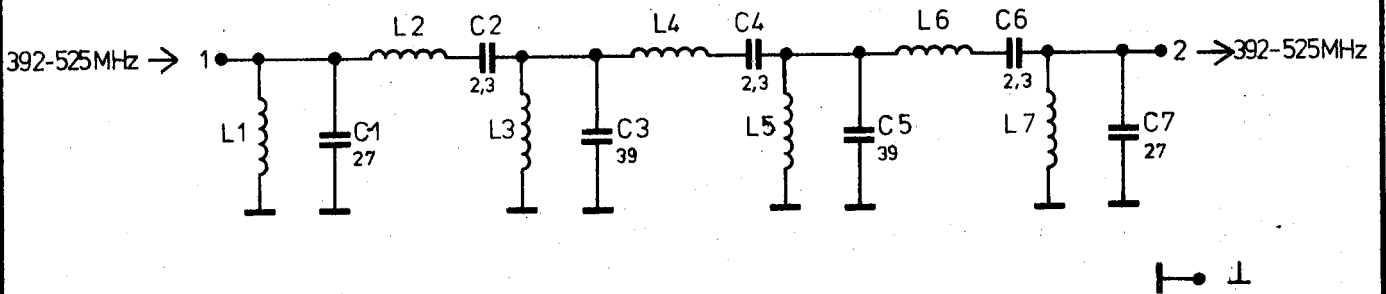 392-525MHz → 1
L2
C2
2,3
L4
C4
2,3
L6
C6
2,3
2 → 392-525MHz
L1
C1
27
L3
C3
39
L5
C5
39
L7
C7
27